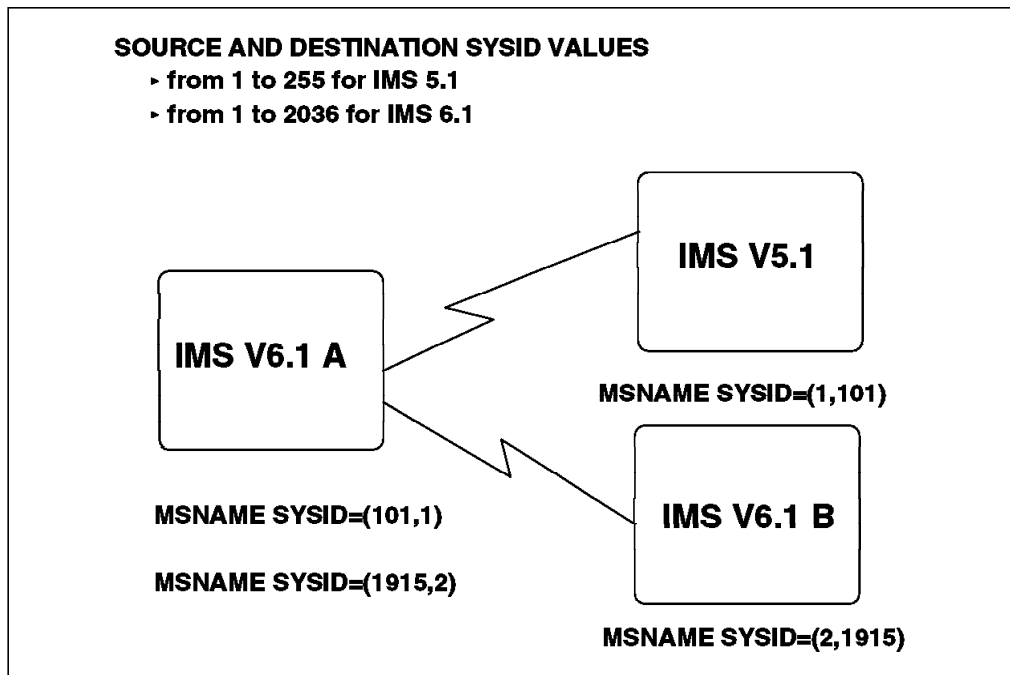 SOURCE AND DESTINATION SYSID VALUES
▸ from 1 to 255 for IMS 5.1
▸ from 1 to 2036 for IMS 6.1
IMS V5.1
IMS V6.1 A
MSNAME SYSID=(1,101)
MSNAME SYSID=(101,1)
IMS V6.1 B
MSNAME SYSID=(1915,2)
MSNAME SYSID=(2,1915)